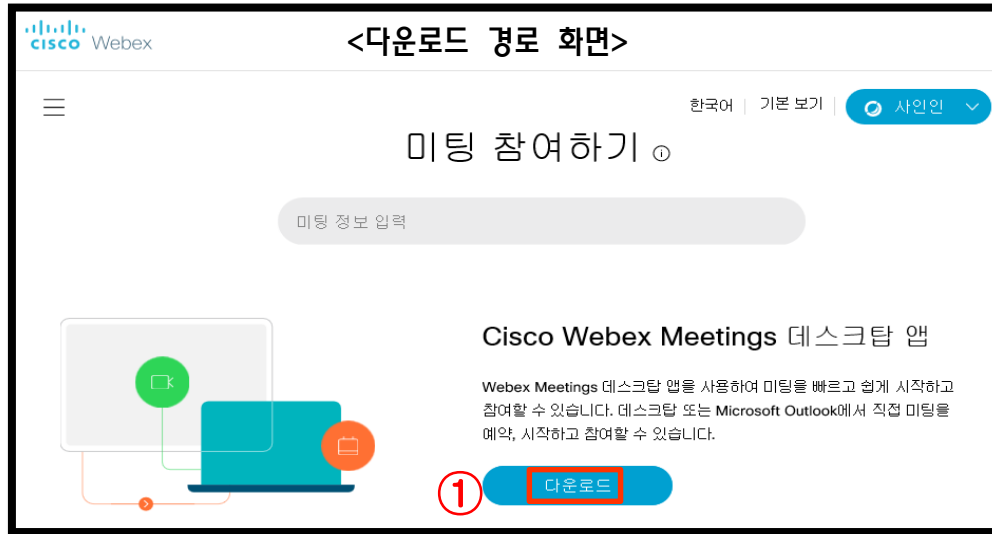 cisco Webex
<다운로드 경로 화면>
한국어 기본 보기 사인인
미팅 참여하기
미팅 정보 입력
Cisco Webex Meetings 데스크탑 앱
Webex Meetings 데스크탑 앱을 사용하여 미팅을 빠르고 쉽게 시작하고
참여할 수 있습니다. 데스크탑 또는 Microsoft Outlook에서 직접 미팅을
예약, 시작하고 참여할 수 있습니다.
① 다운로드